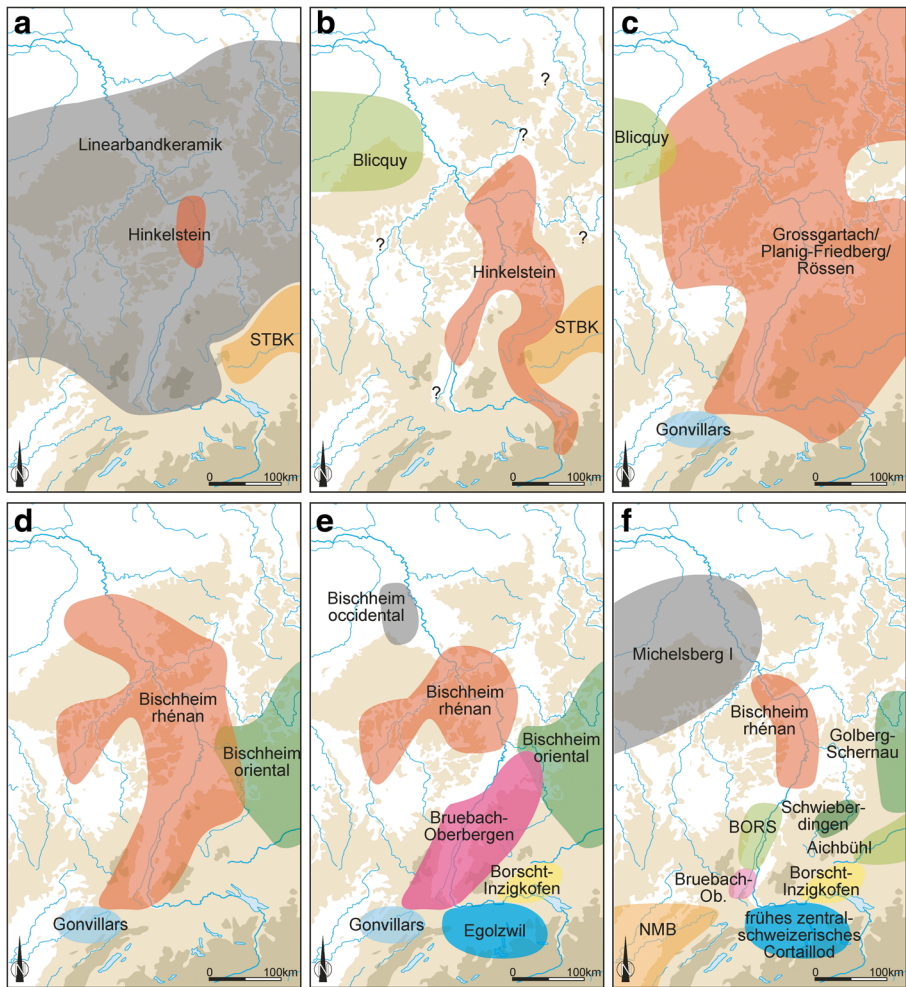 a
Linearbandkeramik
Hinkelstein
STBK
N
0 100km
b
?
?
Blicquy
?
?
Hinkelstein
STBK
?
N
0 100km
c
Blicquy
Grossgartach/
Planig-Friedberg/
Rössen
Gonvillars
N
0 100km
d
Bischheim
rhénan
Bischheim
oriental
Gonvillars
N
0 100km
e
Bischheim
occidental
Bischheim
rhénan
Bischheim
oriental
Bruebach-
Oberbergen
Borscht-
Inzigkofen
Gonvillars
Egolzwil
N
0 100km
f
Michelsberg I
Bischheim
rhénan
Golberg-
Schernau
Schwieber-
dingen
BORS
Aichbühl
Bruebach-
Ob.
Borscht-
Inzigkofen
NMB
frühes zentral-
schweizerisches
Cortaillod
N
0 100km